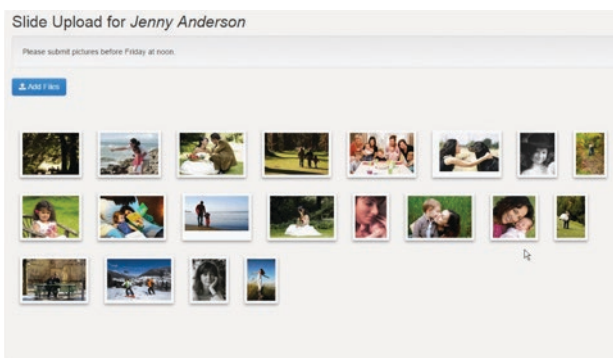 Slide Upload for Jenny Anderson
Please submit pictures before Friday at noon.
Add Files